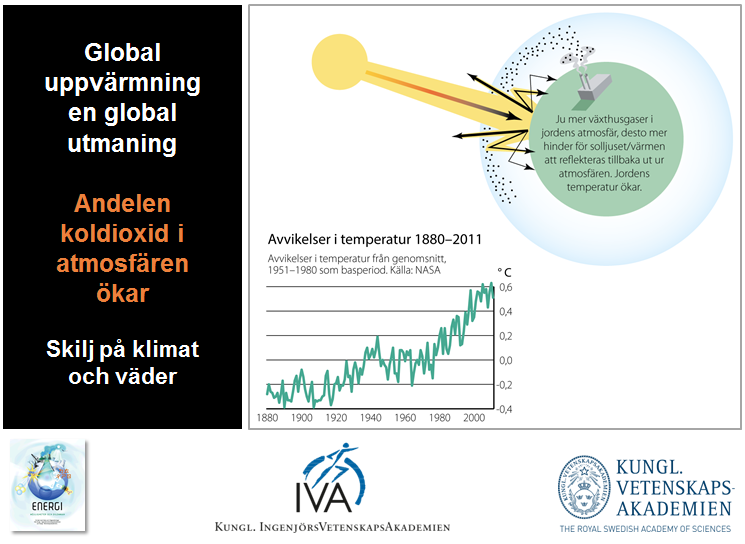 Global
uppvärmning
en global
utmaning
Andelen
koldioxid i
atmosfären
ökar
Skilj på klimat
och väder
Ju mer växthusgaser i
jordens atmosfär, desto mer
hinder för solljuset/värmen
att reflekteras tillbaka ut ur
atmosfären. Jordens
temperatur ökar.
Avvikelser i temperatur 1880–2011
Avvikelser i temperatur från genomsnitt,
1951–1980 som basperiod. Källa: NASA
° C
0,6
0,4
0,2
0,0
-0,2
-0,4
1880 1900 1920 1940 1960 1980 2000
ENERGI
IVA
KUNGL. INGENJÖRSVETENSKAPSAKADEMIEN
KUNGL.
VETENSKAPS-
AKADEMIEN
THE ROYAL SWEDISH ACADEMY OF SCIENCES